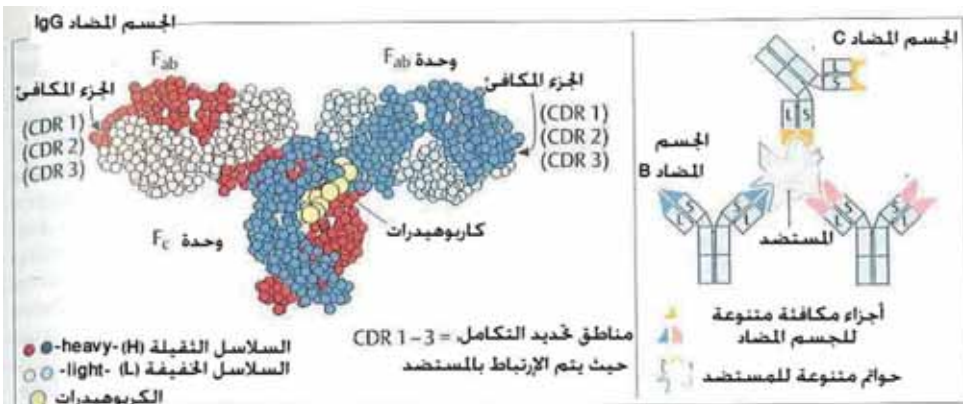 الجسم المضاد IgG
Fab
وحدة Fab
الجزء المكافئ
(CDR 1)
(CDR 2)
(CDR 3)
الجزء المكافئ
(CDR 1)
(CDR 2)
(CDR 3)
كاربوهيدرات
وحدة Fc
السلاسل الثقيلة (H) -heavy-
السلاسل الخفيفة (L) -light-
الكربوهيدرات
مناطق تحديد التكامل، = CDR 1–3
حيث يتم الإرتباط بالمستضد
الجسم المضاد C
L S
الجسم
المضاد B
S L
S L
S L
S L
المستضد
أجزاء مكافئة متنوعة
للجسم المضاد
حواتم متنوعة للمستضد